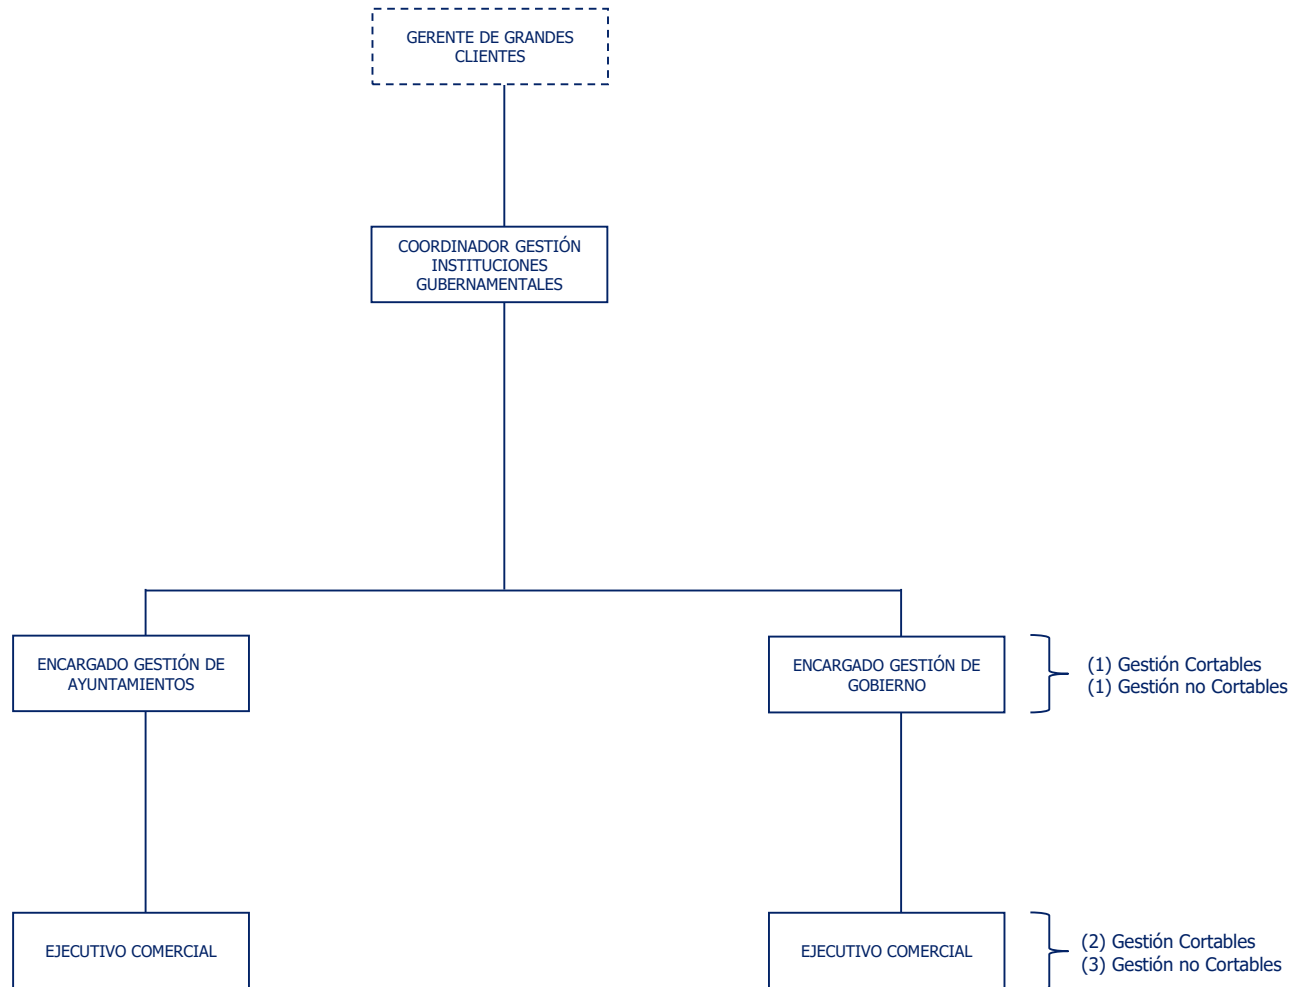 GERENTE DE GRANDES
CLIENTES
COORDINADOR GESTIÓN
INSTITUCIONES
GUBERNAMENTALES
ENCARGADO GESTIÓN DE
AYUNTAMIENTOS
ENCARGADO GESTIÓN DE
GOBIERNO
(1) Gestión Cortables
(1) Gestión no Cortables
EJECUTIVO COMERCIAL
EJECUTIVO COMERCIAL
(2) Gestión Cortables
(3) Gestión no Cortables